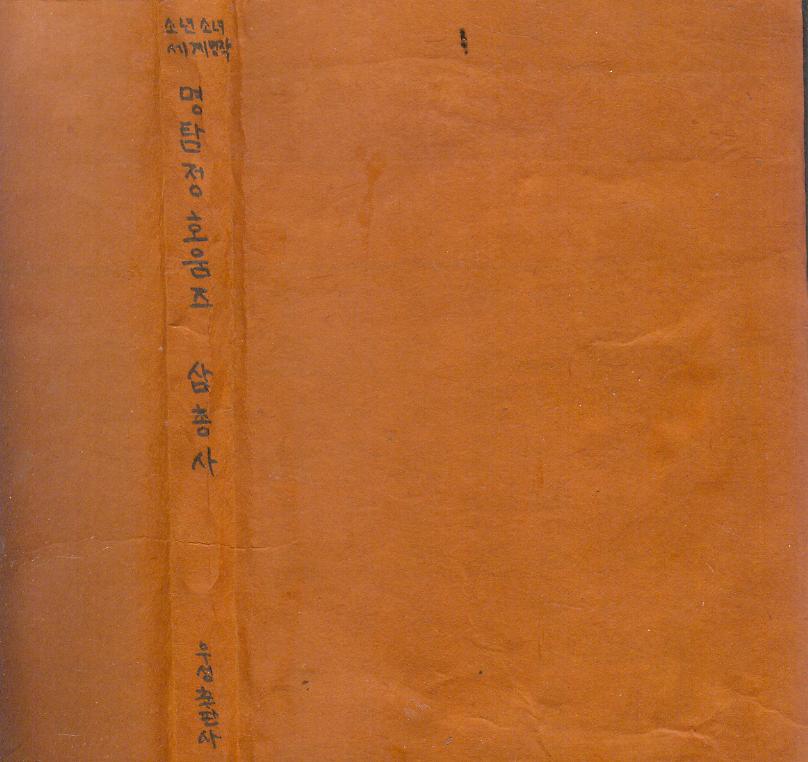 소년소녀
세계명작
명탐정 호움즈 삼총사
우정출판사